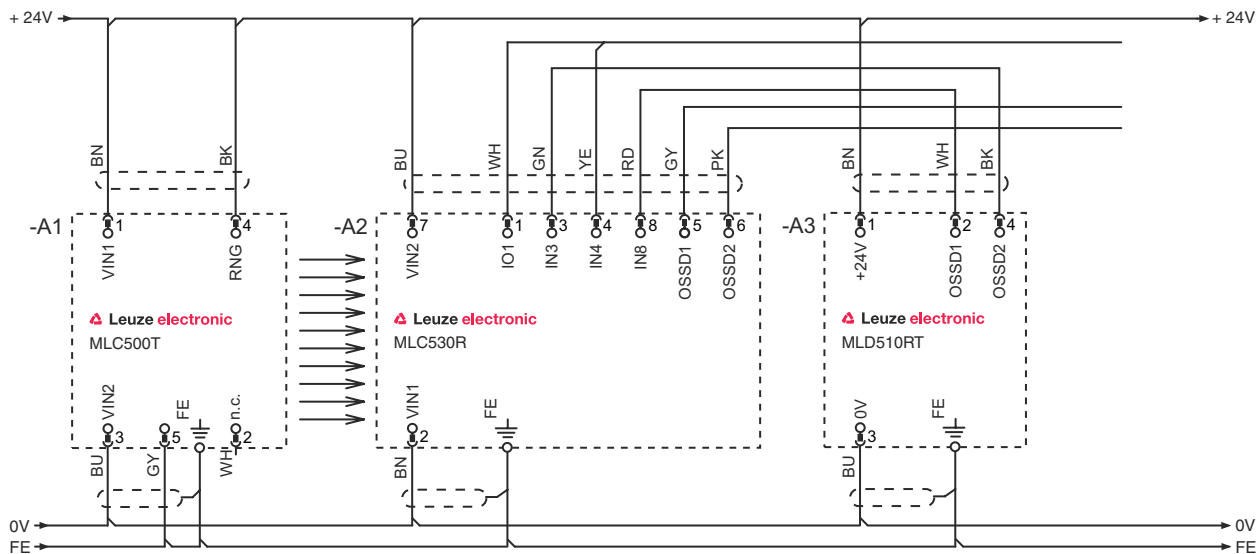 + 24V
+ 24V
BN
BK
BU
WH
GN
YE
RD
GY
PK
BN
WH
BK
-A1
1
4
-A2
7
1
3
4
8
5
6
-A3
1
2
4
VIN1
RNG
VIN2
IO1
IN3
IN4
IN8
OSSD1
OSSD2
+24V
OSSD1
OSSD2
Leuze electronic
MLC500T
Leuze electronic
MLC530R
Leuze electronic
MLD510RT
VIN2
FE
n.c.
VIN1
FE
0V
FE
3
5
2
2
3
BU
GY
WH
BN
BU
0V
0V
FE
FE